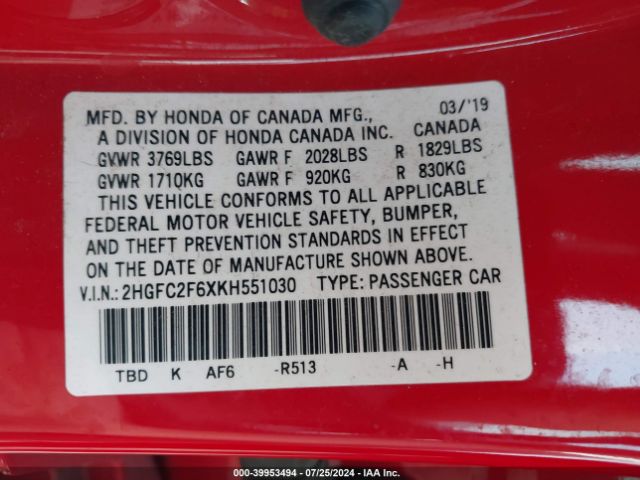 MFD. BY HONDA OF CANADA MFG., 03/'19
A DIVISION OF HONDA CANADA INC. CANADA
GVWR 3769LBS GAWR F 2028LBS R 1829LBS
GVWR 1710KG GAWR F 920KG R 830KG
THIS VEHICLE CONFORMS TO ALL APPLICABLE
FEDERAL MOTOR VEHICLE SAFETY, BUMPER,
AND THEFT PREVENTION STANDARDS IN EFFECT
ON THE DATE OF MANUFACTURE SHOWN ABOVE.
V.I.N.: 2HGFC2F6XKH551030 TYPE: PASSENGER CAR
TBD K AF6 -R513 -A -H
000-39953494 - 07/25/2024 - IAA Inc.